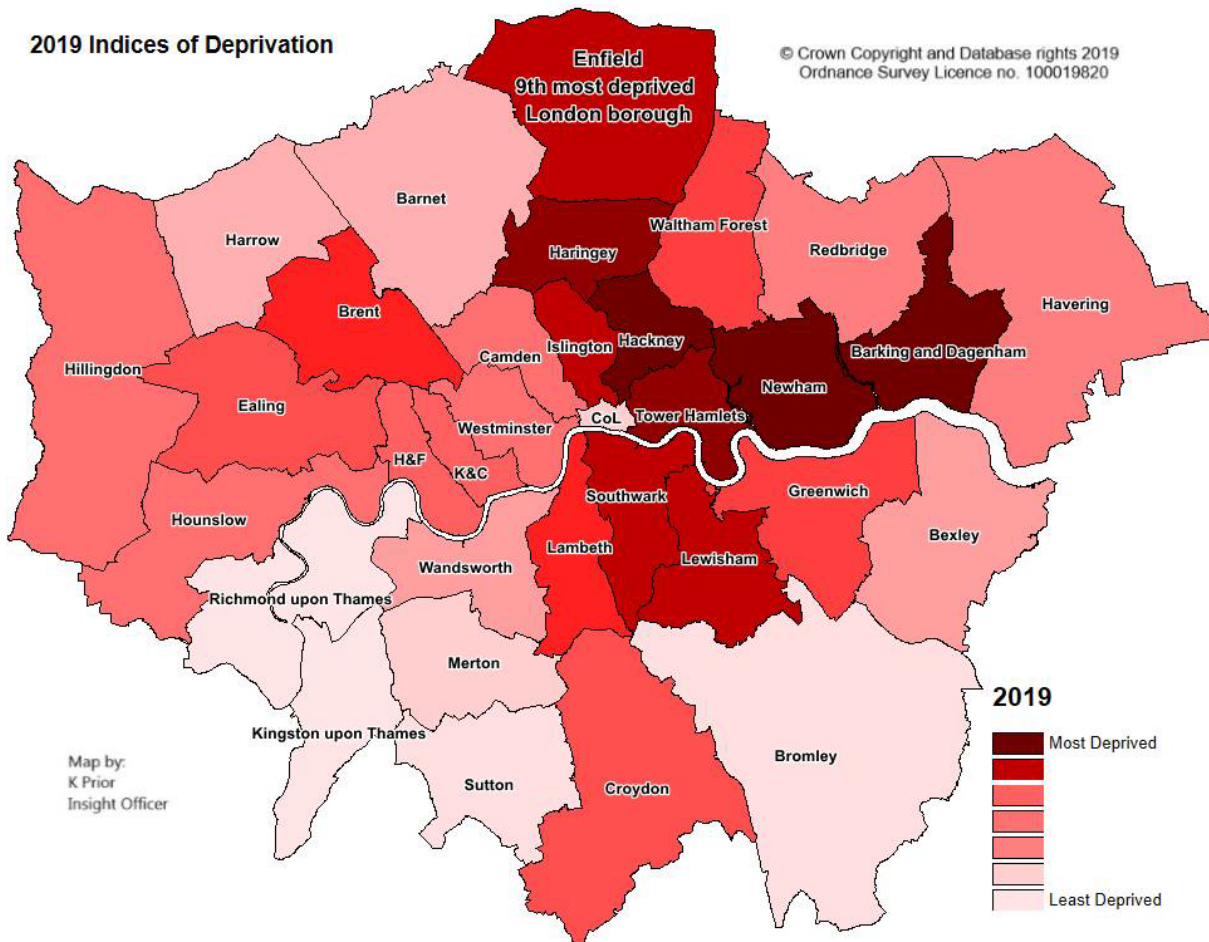 2019 Indices of Deprivation
© Crown Copyright and Database rights 2019
Ordnance Survey Licence no. 100019820
Enfield
9th most deprived
London borough
Barnet
Harrow
Haringey
Waltham Forest
Redbridge
Havering
Brent
Hillingdon
Camden
Islington
Hackney
Barking and Dagenham
Newham
Ealing
Westminster
CoL
Tower Hamlets
H&F
K&C
Southwark
Greenwich
Hounslow
Bexley
Lambeth
Lewisham
Wandsworth
Richmond upon Thames
Merton
Kingston upon Thames
Sutton
Croydon
Bromley
Map by:
K Prior
Insight Officer
2019
Most Deprived
Least Deprived